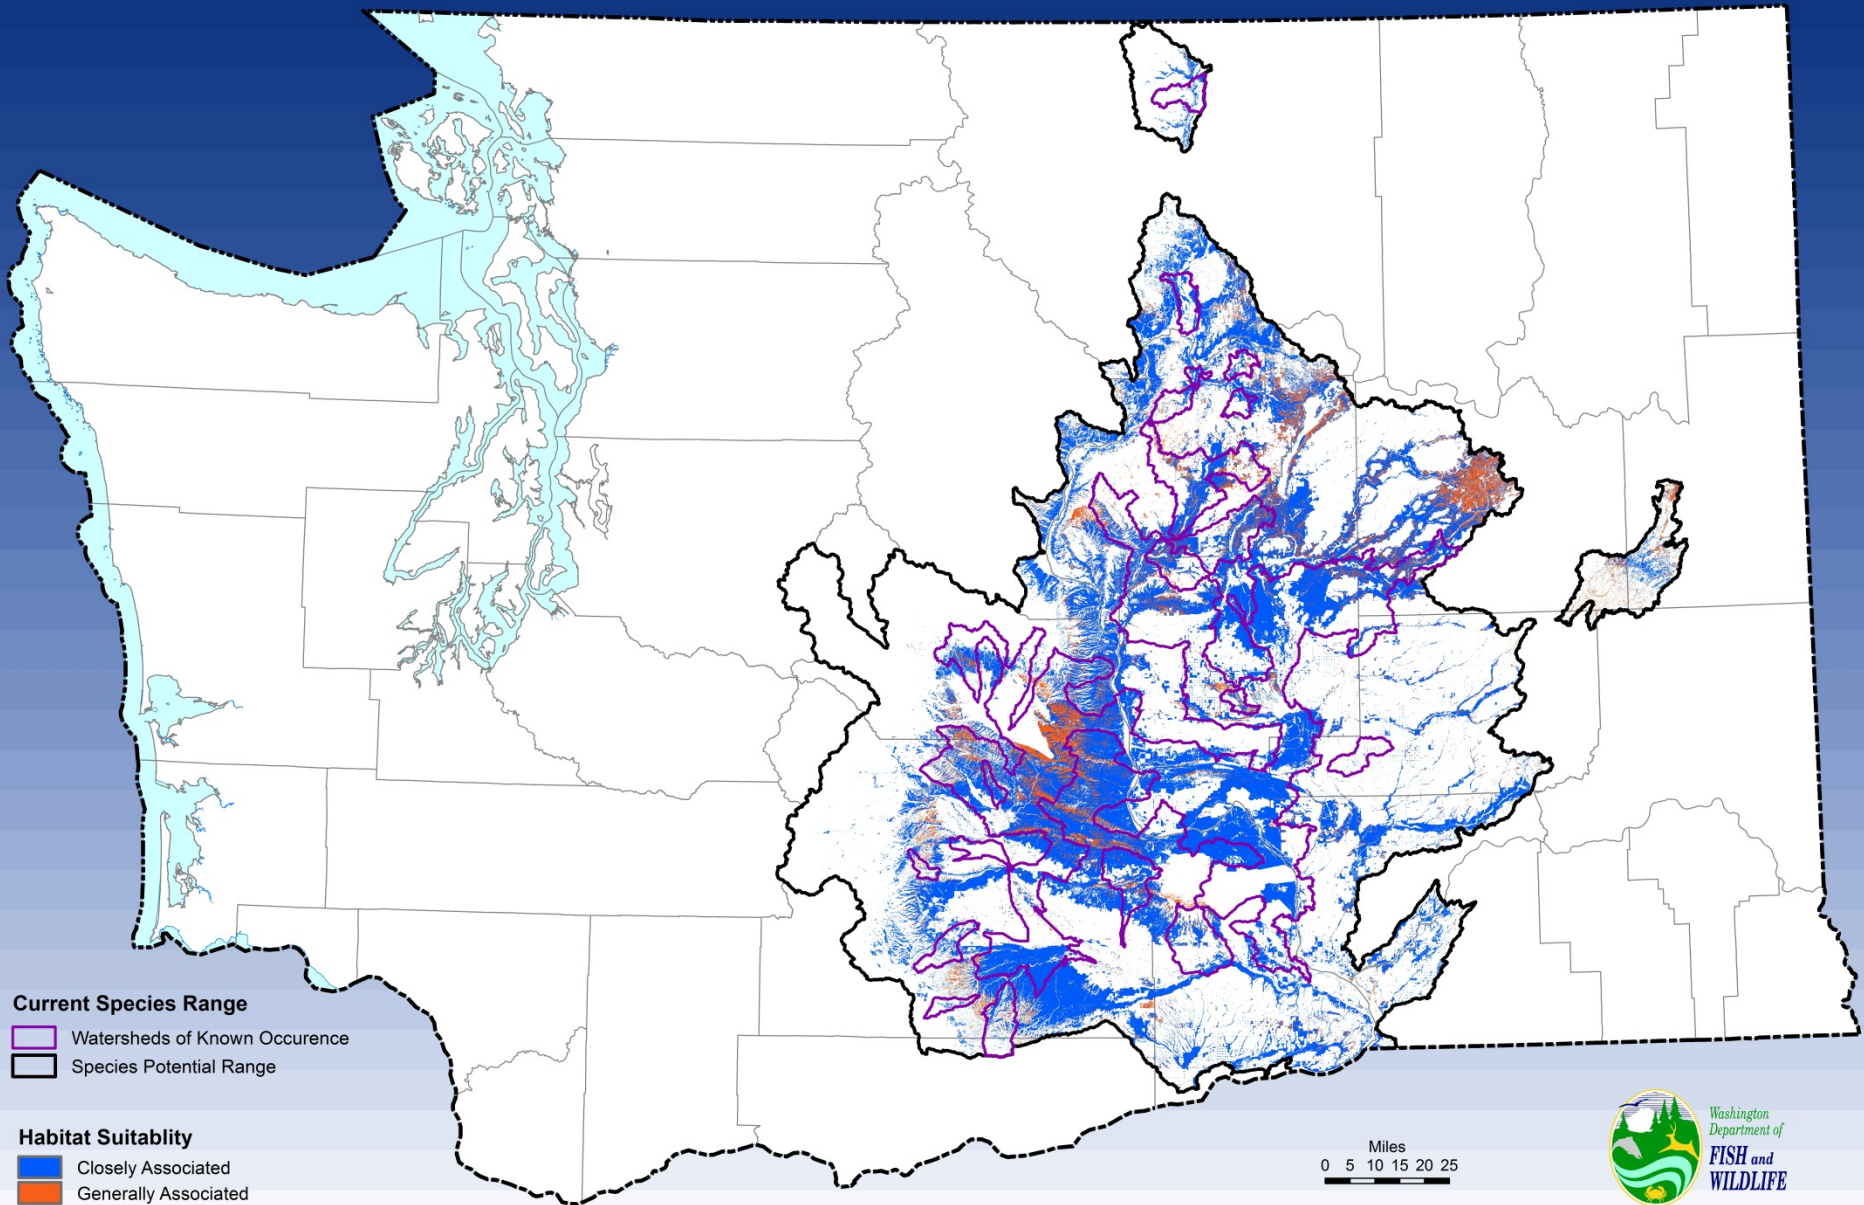 Current Species Range
Watersheds of Known Occurence
Species Potential Range
Habitat Suitablity
Closely Associated
Generally Associated
Miles
0 5 10 15 20 25
Washington
Department of
FISH and
WILDLIFE